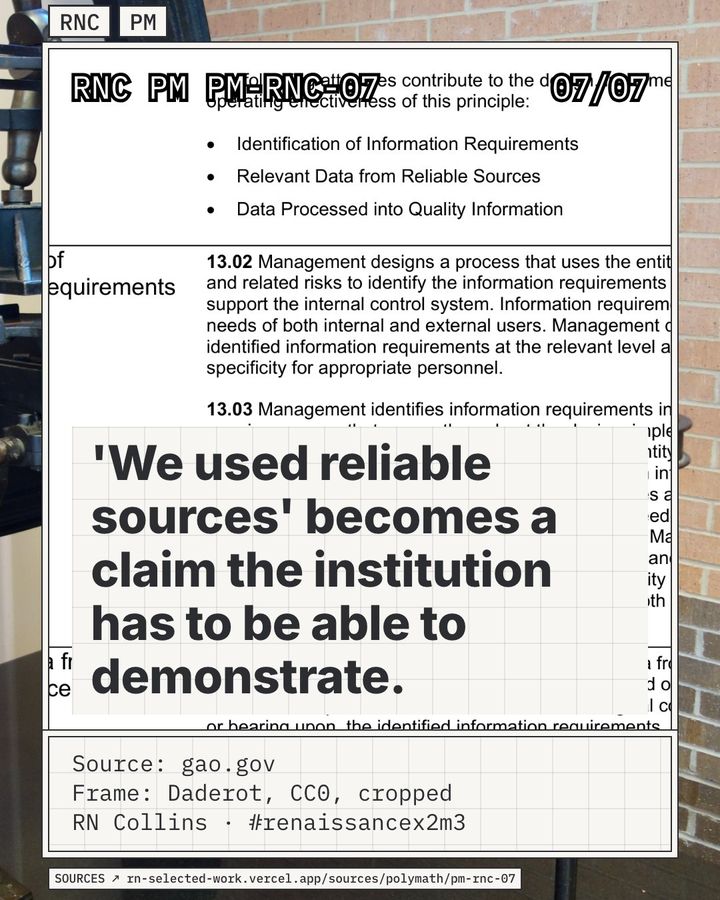 RNC PM
RNC PM PM-RNC-07 07/07
es contribute to the
operating effectiveness of this principle:
• Identification of Information Requirements
• Relevant Data from Reliable Sources
• Data Processed into Quality Information
of
equirements
13.02 Management designs a process that uses the entit
and related risks to identify the information requirements
support the internal control system. Information requirem
needs of both internal and external users. Management
identified information requirements at the relevant level a
specificity for appropriate personnel.
13.03 Management identifies information requirements in
'We used reliable
sources' becomes a
claim the institution
has to be able to
demonstrate.
or bearing upon, the identified information requirements.
Source: gao.gov
Frame: Daderot, CC0, cropped
RN Collins · #renaissancex2m3
SOURCES ↗ rn-selected-work.vercel.app/sources/polymath/pm-rnc-07